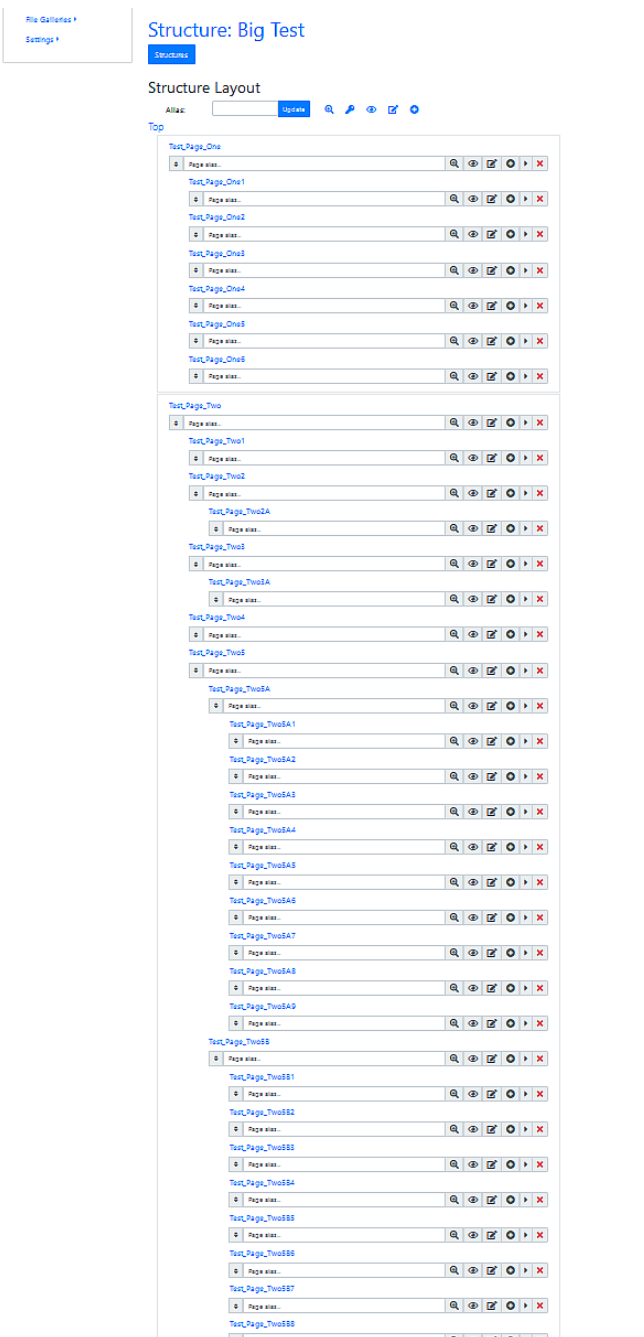 File Galleries
Settings
Structure: Big Test
Structures
Structure Layout
Alias: Update
Top
Test_Page_One
Page alias..
Test_Page_One1
Page alias..
Test_Page_One2
Page alias..
Test_Page_One3
Page alias..
Test_Page_One4
Page alias..
Test_Page_One5
Page alias..
Test_Page_One6
Page alias..
Test_Page_Two
Page alias..
Test_Page_Two1
Page alias..
Test_Page_Two2
Page alias..
Test_Page_Two2A
Page alias..
Test_Page_Two3
Page alias..
Test_Page_Two3A
Page alias..
Test_Page_Two4
Page alias..
Test_Page_Two5
Page alias..
Test_Page_Two5A
Page alias..
Test_Page_Two5A1
Page alias..
Test_Page_Two5A2
Page alias..
Test_Page_Two5A3
Page alias..
Test_Page_Two5A4
Page alias..
Test_Page_Two5A5
Page alias..
Test_Page_Two5A6
Page alias..
Test_Page_Two5A7
Page alias..
Test_Page_Two5A8
Page alias..
Test_Page_Two5A9
Page alias..
Test_Page_Two5B
Page alias..
Test_Page_Two5B1
Page alias..
Test_Page_Two5B2
Page alias..
Test_Page_Two5B3
Page alias..
Test_Page_Two5B4
Page alias..
Test_Page_Two5B5
Page alias..
Test_Page_Two5B6
Page alias..
Test_Page_Two5B7
Page alias..
Test_Page_Two5B8